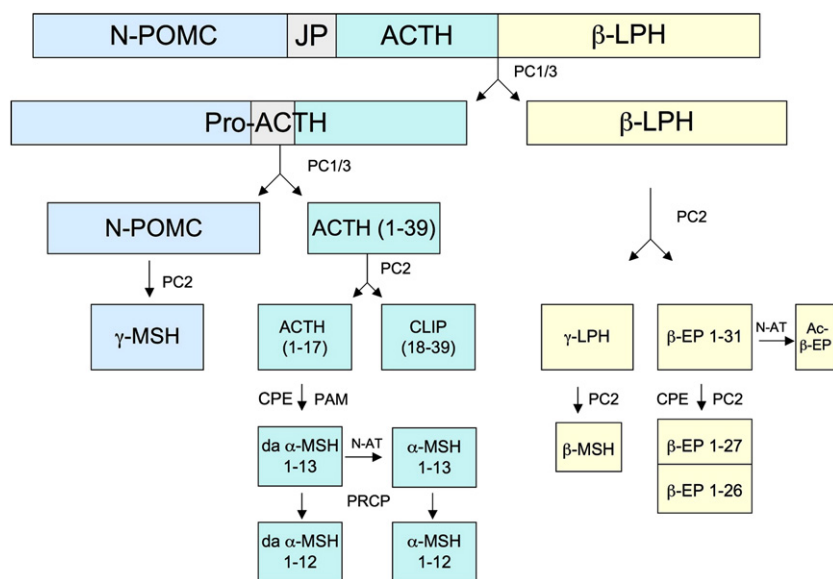 N-POMC JP ACTH β-LPH
PC1/3
Pro-ACTH β-LPH
PC1/3
PC2
N-POMC ACTH (1-39)
PC2 PC2
γ-MSH ACTH CLIP γ-LPH β-EP 1-31 N-AT Ac-
(1-17) (18-39) β-EP
CPE PAM PC2 CPE PC2
da α-MSH N-AT α-MSH β-MSH β-EP 1-27
1-13 1-13
β-EP 1-26
PRCP
da α-MSH α-MSH
1-12 1-12